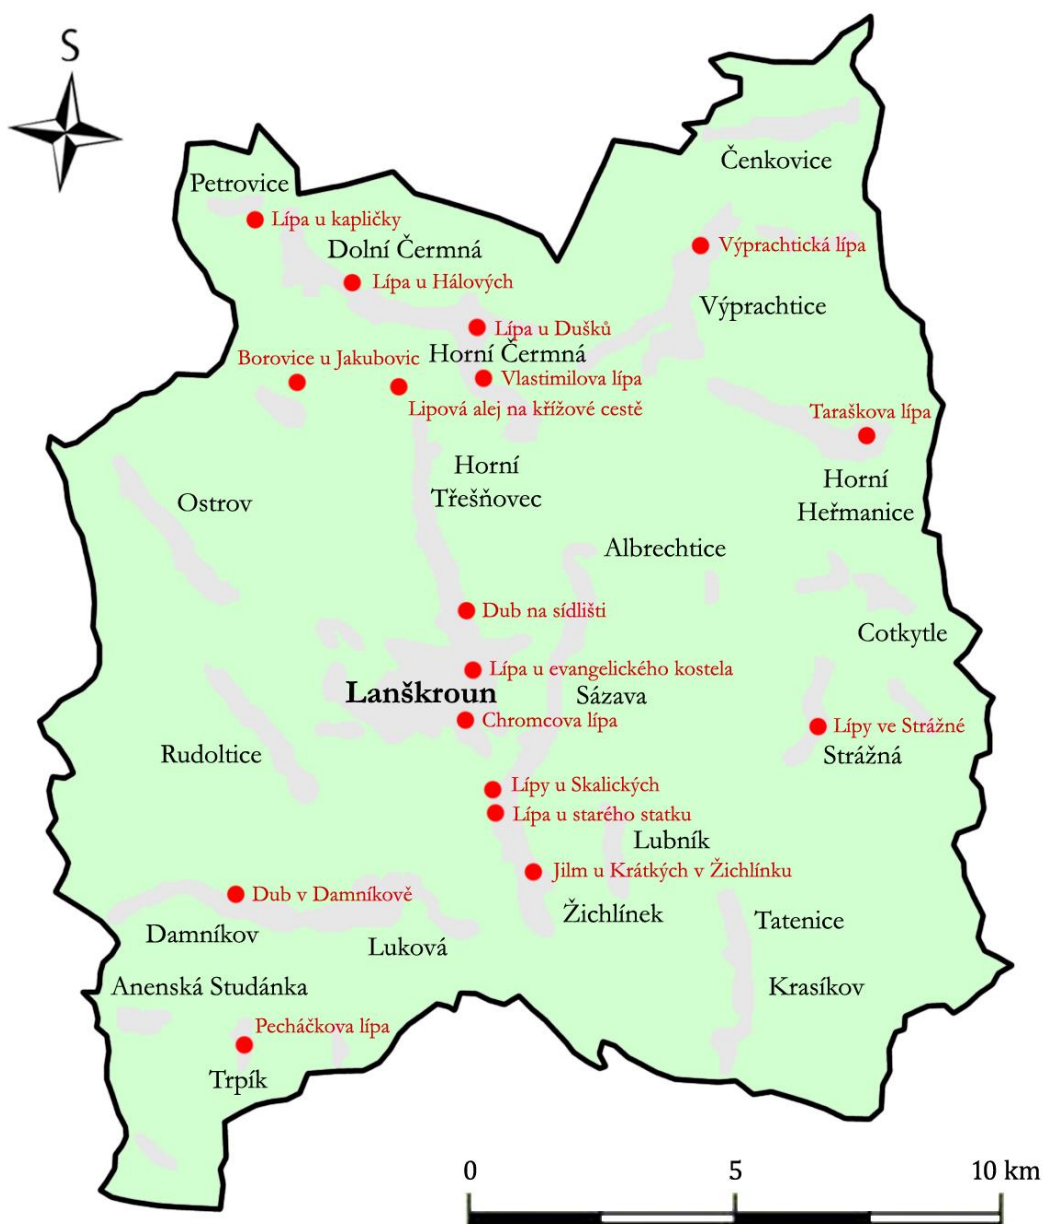 S
Čenkovice
Petrovice
Lípa u kapličky
Dolní Čermná
Výprachtická lípa
Lípa u Hálových
Výprachtice
Lípa u Dušků
Horní Čermná
Borovice u Jakubovic
Vlastimilova lípa
Lipová alej na křížové cestě
Taraškova lípa
Horní
Třešňovec
Horní
Heřmanice
Ostrov
Albrechtice
Dub na sídlišti
Cotkytle
Lípa u evangelického kostela
Lanškroun
Sázava
Chromcova lípa
Lípy ve Strážné
Strážná
Rudoltice
Lípy u Skalických
Lípa u starého statku
Lubník
Jilm u Krátkých v Žichlínku
Dub v Damníkově
Žichlínek
Tatenice
Damníkov
Luková
Anenská Studánka
Krasíkov
Pecháčkova lípa
Trpík
0 5 10 km